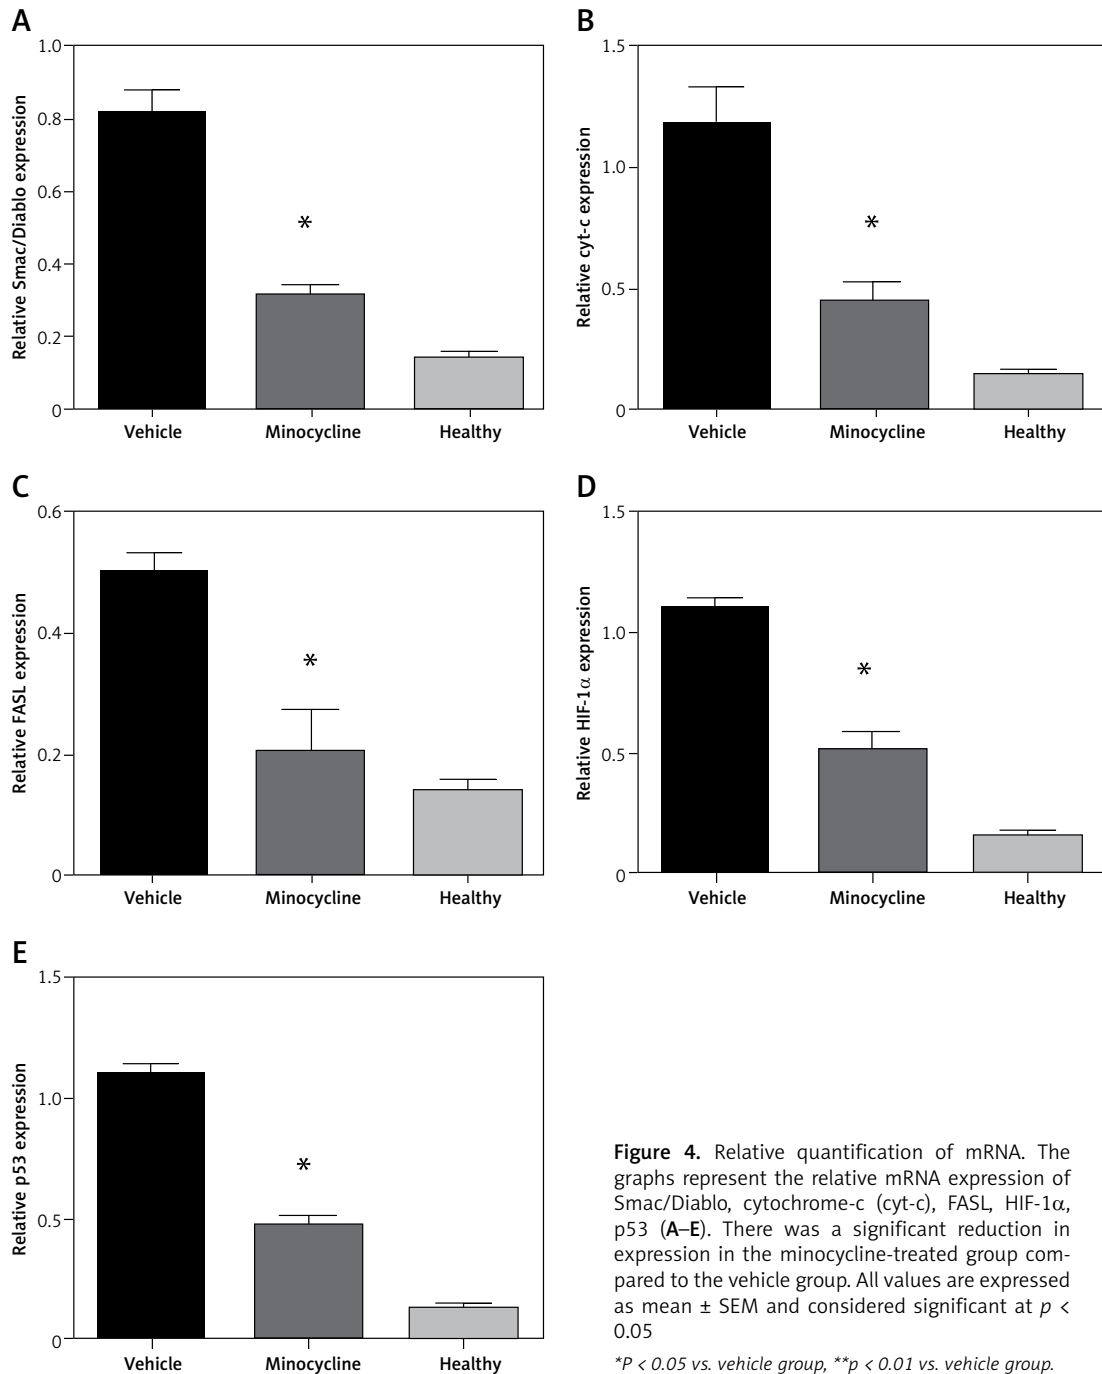 A
Relative Smac/Diablo expression
1.0
0.8
0.6
0.4
0.2
0
*
Vehicle Minocycline Healthy
B
Relative cyt-c expression
1.5
1.0
0.5
0
*
Vehicle Minocycline Healthy
C
Relative FASL expression
0.6
0.4
0.2
0
*
Vehicle Minocycline Healthy
D
Relative HIF-1α expression
1.5
1.0
0.5
0
*
Vehicle Minocycline Healthy
E
Relative p53 expression
1.5
1.0
0.5
0
*
Vehicle Minocycline Healthy
Figure 4. Relative quantification of mRNA. The
graphs represent the relative mRNA expression of
Smac/Diablo, cytochrome-c (cyt-c), FASL, HIF-1α,
p53 (A–E). There was a significant reduction in
expression in the minocycline-treated group com-
pared to the vehicle group. All values are expressed
as mean ± SEM and considered significant at p <
0.05
*P < 0.05 vs. vehicle group, **p < 0.01 vs. vehicle group.